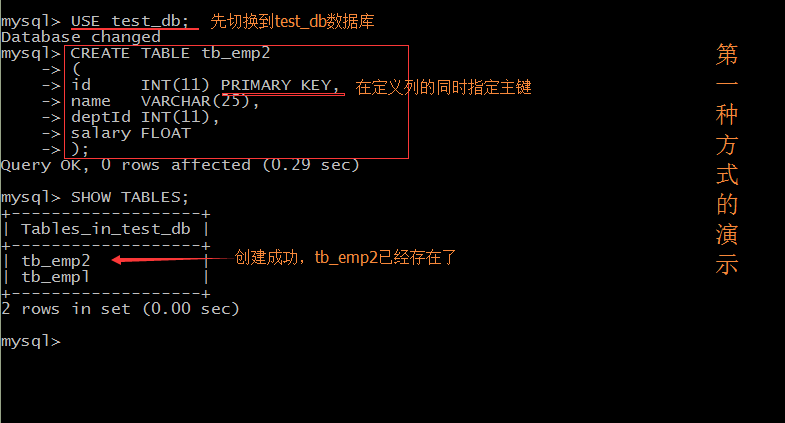 mysql> USE test_db; 先切换到test_db数据库
Database changed
mysql> CREATE TABLE tb_emp2
    -> (
    -> id     INT(11) PRIMARY KEY, 在定义列的同时指定主键
    -> name   VARCHAR(25),
    -> deptId INT(11),
    -> salary FLOAT
    -> );
Query OK, 0 rows affected (0.29 sec)
mysql> SHOW TABLES;
+-------------------+
| Tables_in_test_db |
+-------------------+
| tb_emp2           | 创建成功，tb_emp2已经存在了
| tb_empl           |
+-------------------+
2 rows in set (0.00 sec)
mysql>
第一种方式的演示